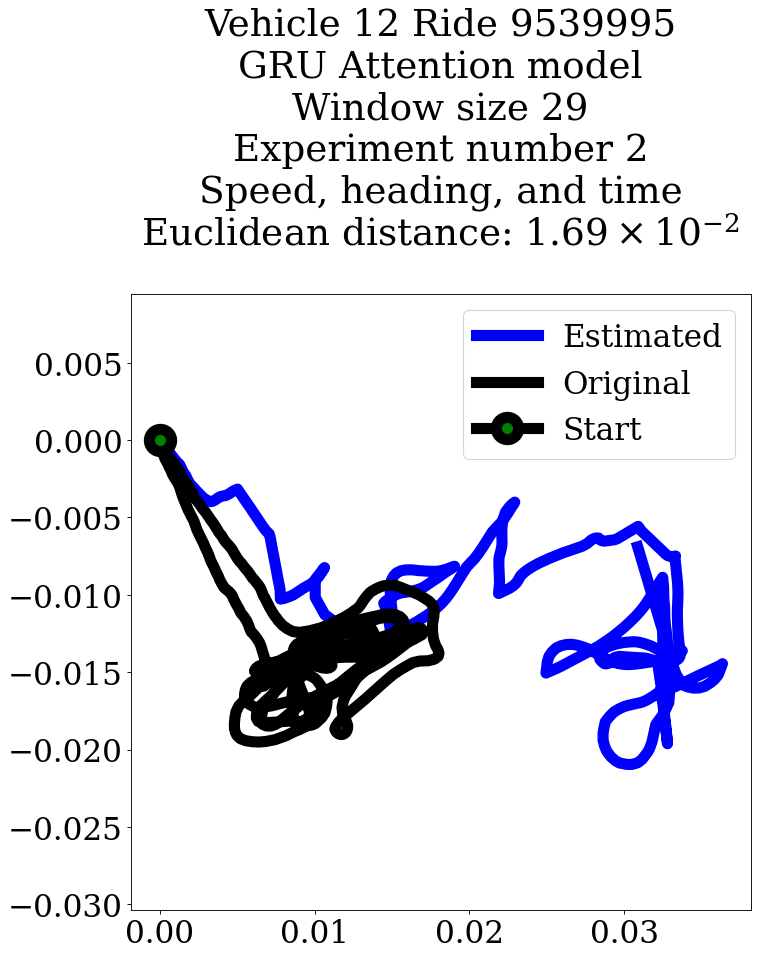 Vehicle 12 Ride 9539995
GRU Attention model
Window size 29
Experiment number 2
Speed, heading, and time
Euclidean distance: 1.69 × 10⁻²
Estimated
Original
Start
0.005
0.000
−0.005
−0.010
−0.015
−0.020
−0.025
−0.030
0.00
0.01
0.02
0.03